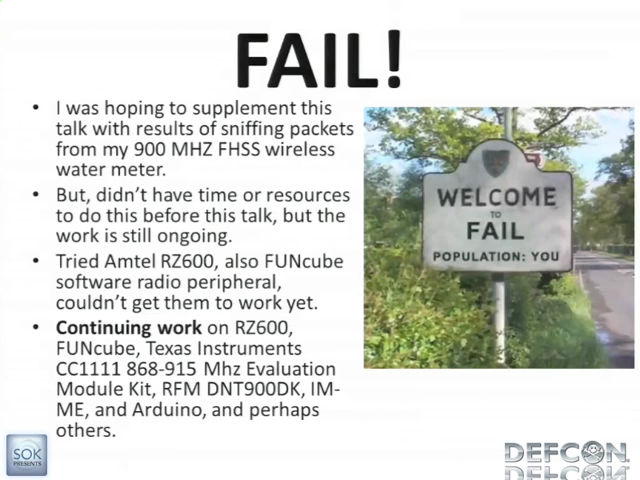 FAIL!
• I was hoping to supplement this
talk with results of sniffing packets
from my 900 MHZ FHSS wireless
water meter.
• But, didn't have time or resources
to do this before this talk, but the
work is still ongoing.
• Tried Amtel RZ600, also FUNcube
software radio peripheral,
couldn't get them to work yet.
• Continuing work on RZ600,
FUNcube, Texas Instruments
CC1111 868-915 Mhz Evaluation
Module Kit, RFM DNT900DK, IM-
ME, and Arduino, and perhaps
others.
WELCOME
TO
FAIL
POPULATION: YOU
SOK
PRESENTS
DEFCON